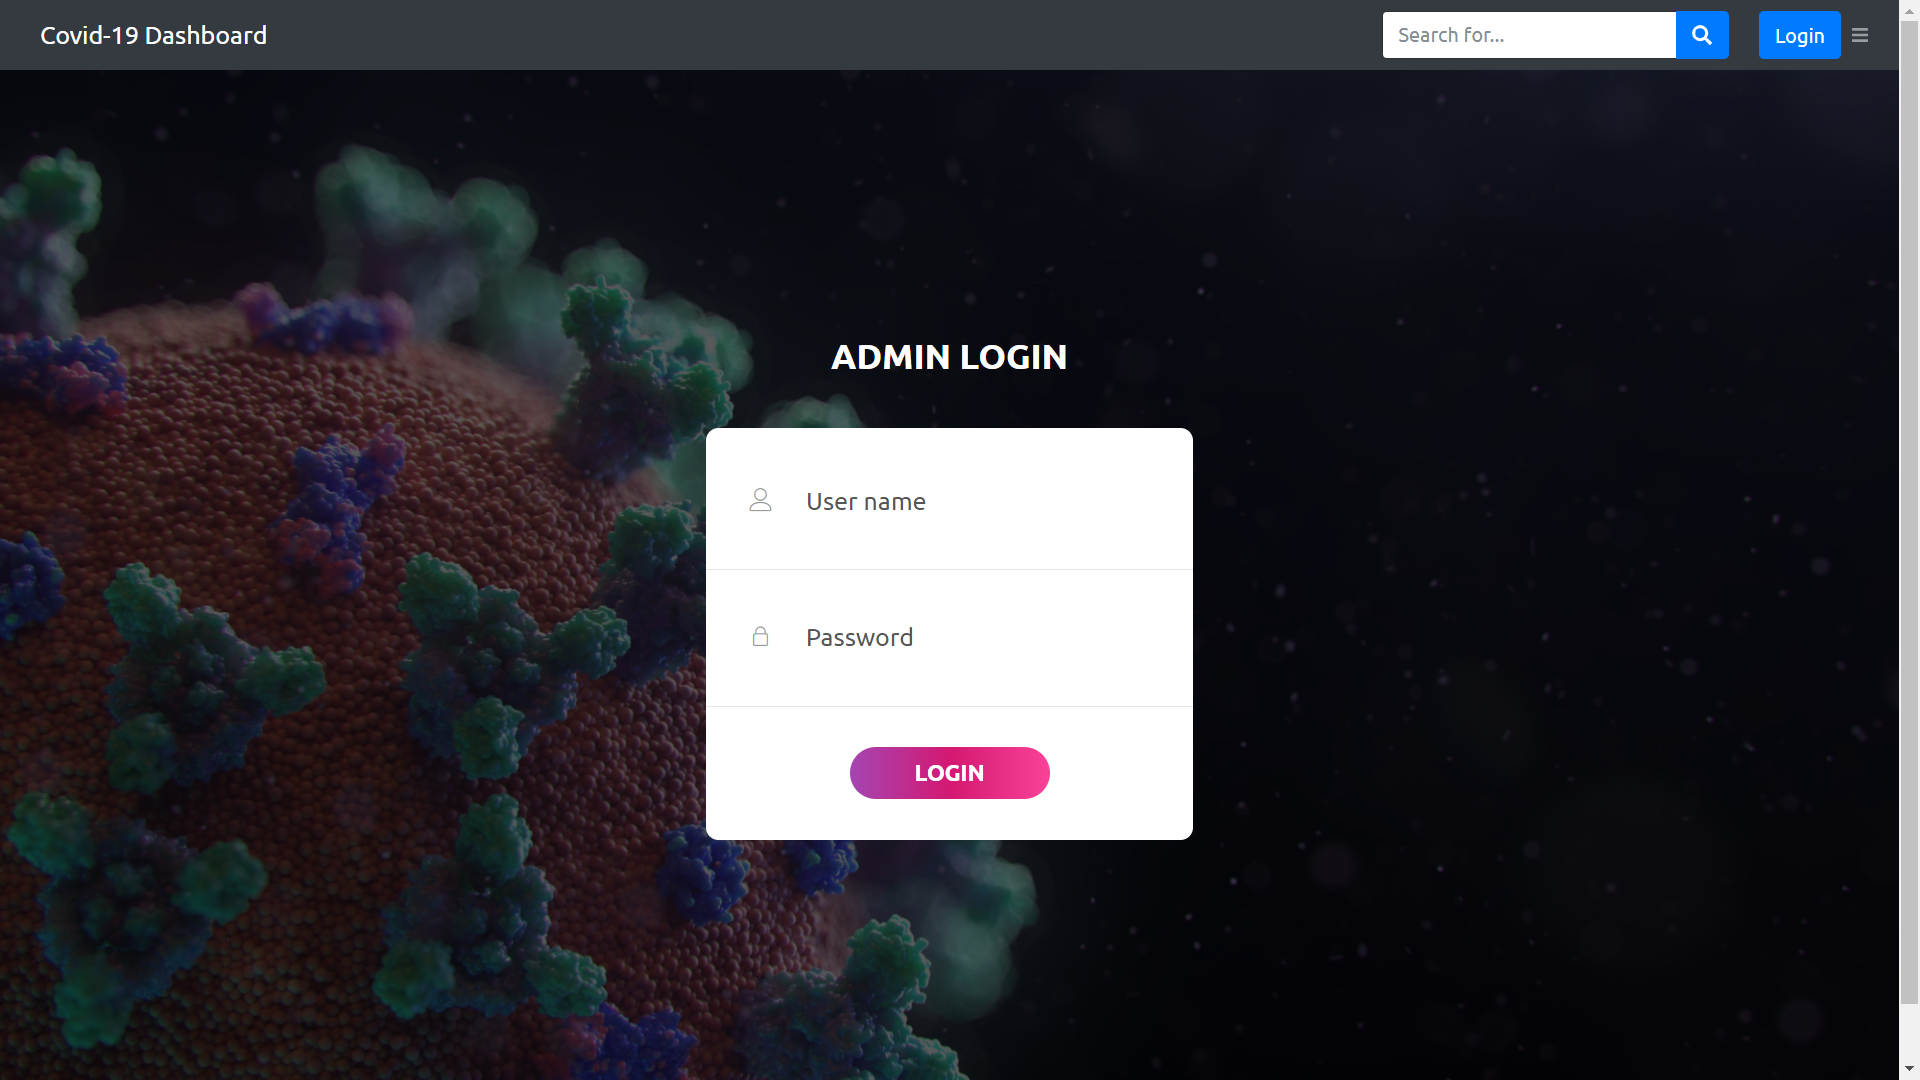 Covid-19 Dashboard
Search for...
Login
ADMIN LOGIN
User name
Password
LOGIN